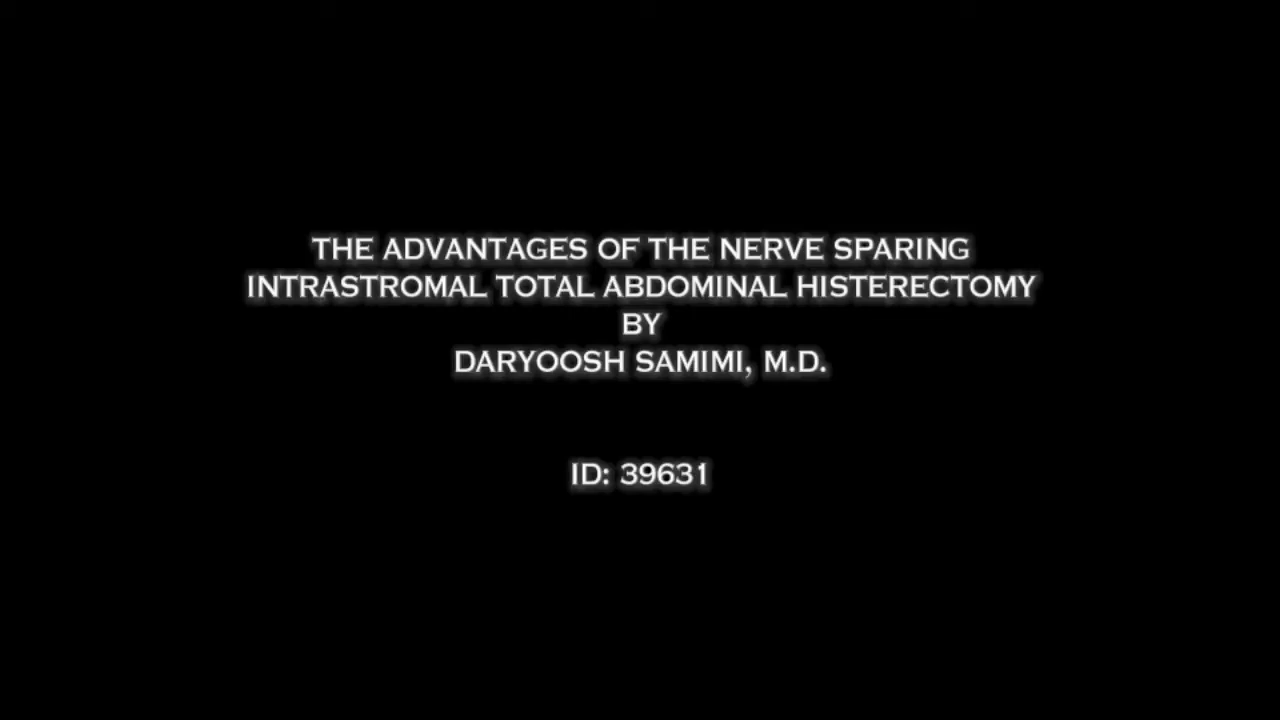 THE ADVANTAGES OF THE NERVE SPARING
INTRASTROMAL TOTAL ABDOMINAL HISTERECTOMY
BY
DARYOOSH SAMIMI, M.D.
ID: 39631